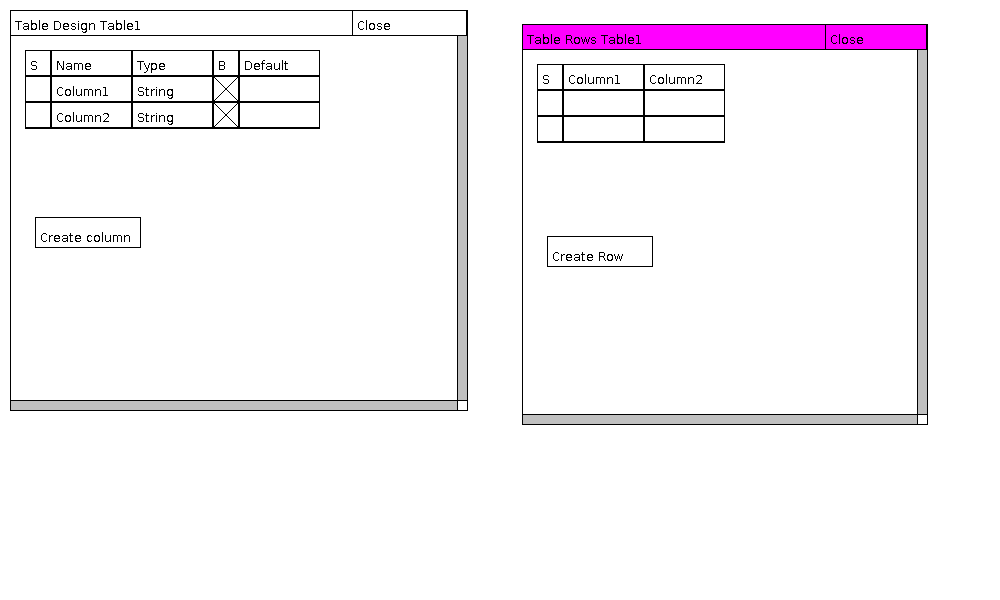 Table Design Table1 Close
S Name Type B Default
Column1 String
Column2 String
Create column
Table Rows Table1 Close
S Column1 Column2
Create Row